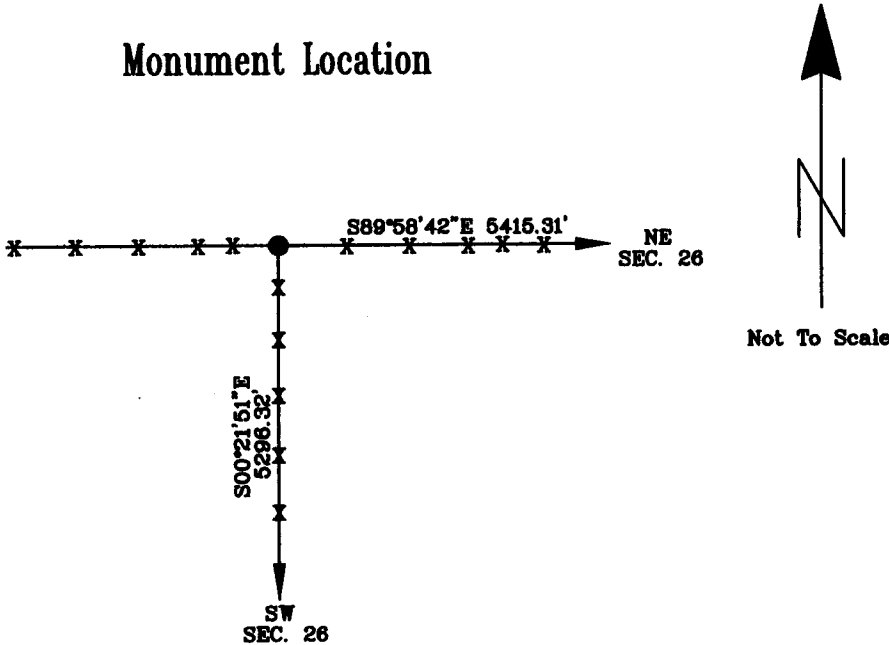 Monument Location
N
S89°58'42"E 5415.31'
NE
SEC. 26
Not To Scale
S00°21'51"E
5296.32'
SW
SEC. 26